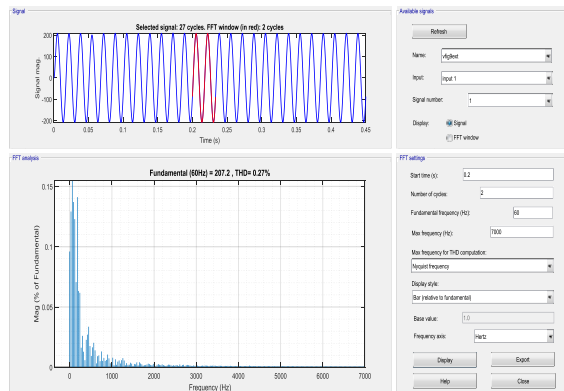 Signal
Selected signal: 27 cycles. FFT window (in red): 2 cycles
Signal mag.
200
100
0
-100
-200
0 0.05 0.1 0.15 0.2 0.25 0.3 0.35 0.4 0.45
Time (s)
FFT analysis
Fundamental (60Hz) = 207.2 , THD= 0.27%
Mag (% of Fundamental)
0.15
0.1
0.05
0
0 1000 2000 3000 4000 5000 6000 7000
Frequency (Hz)
Available signals
Refresh
Name:
Input:
input 1
Signal number:
1
Display:
Signal
FFT window
FFT settings
Start time (s):
0.2
Number of cycles:
2
Fundamental frequency (Hz):
60
Max frequency (Hz):
7000
Max frequency for THD computation:
Nyquist frequency
Display style:
Bar (relative to fundamental)
Base value:
1.0
Frequency axis:
Hertz
Display
Export
Help
Close